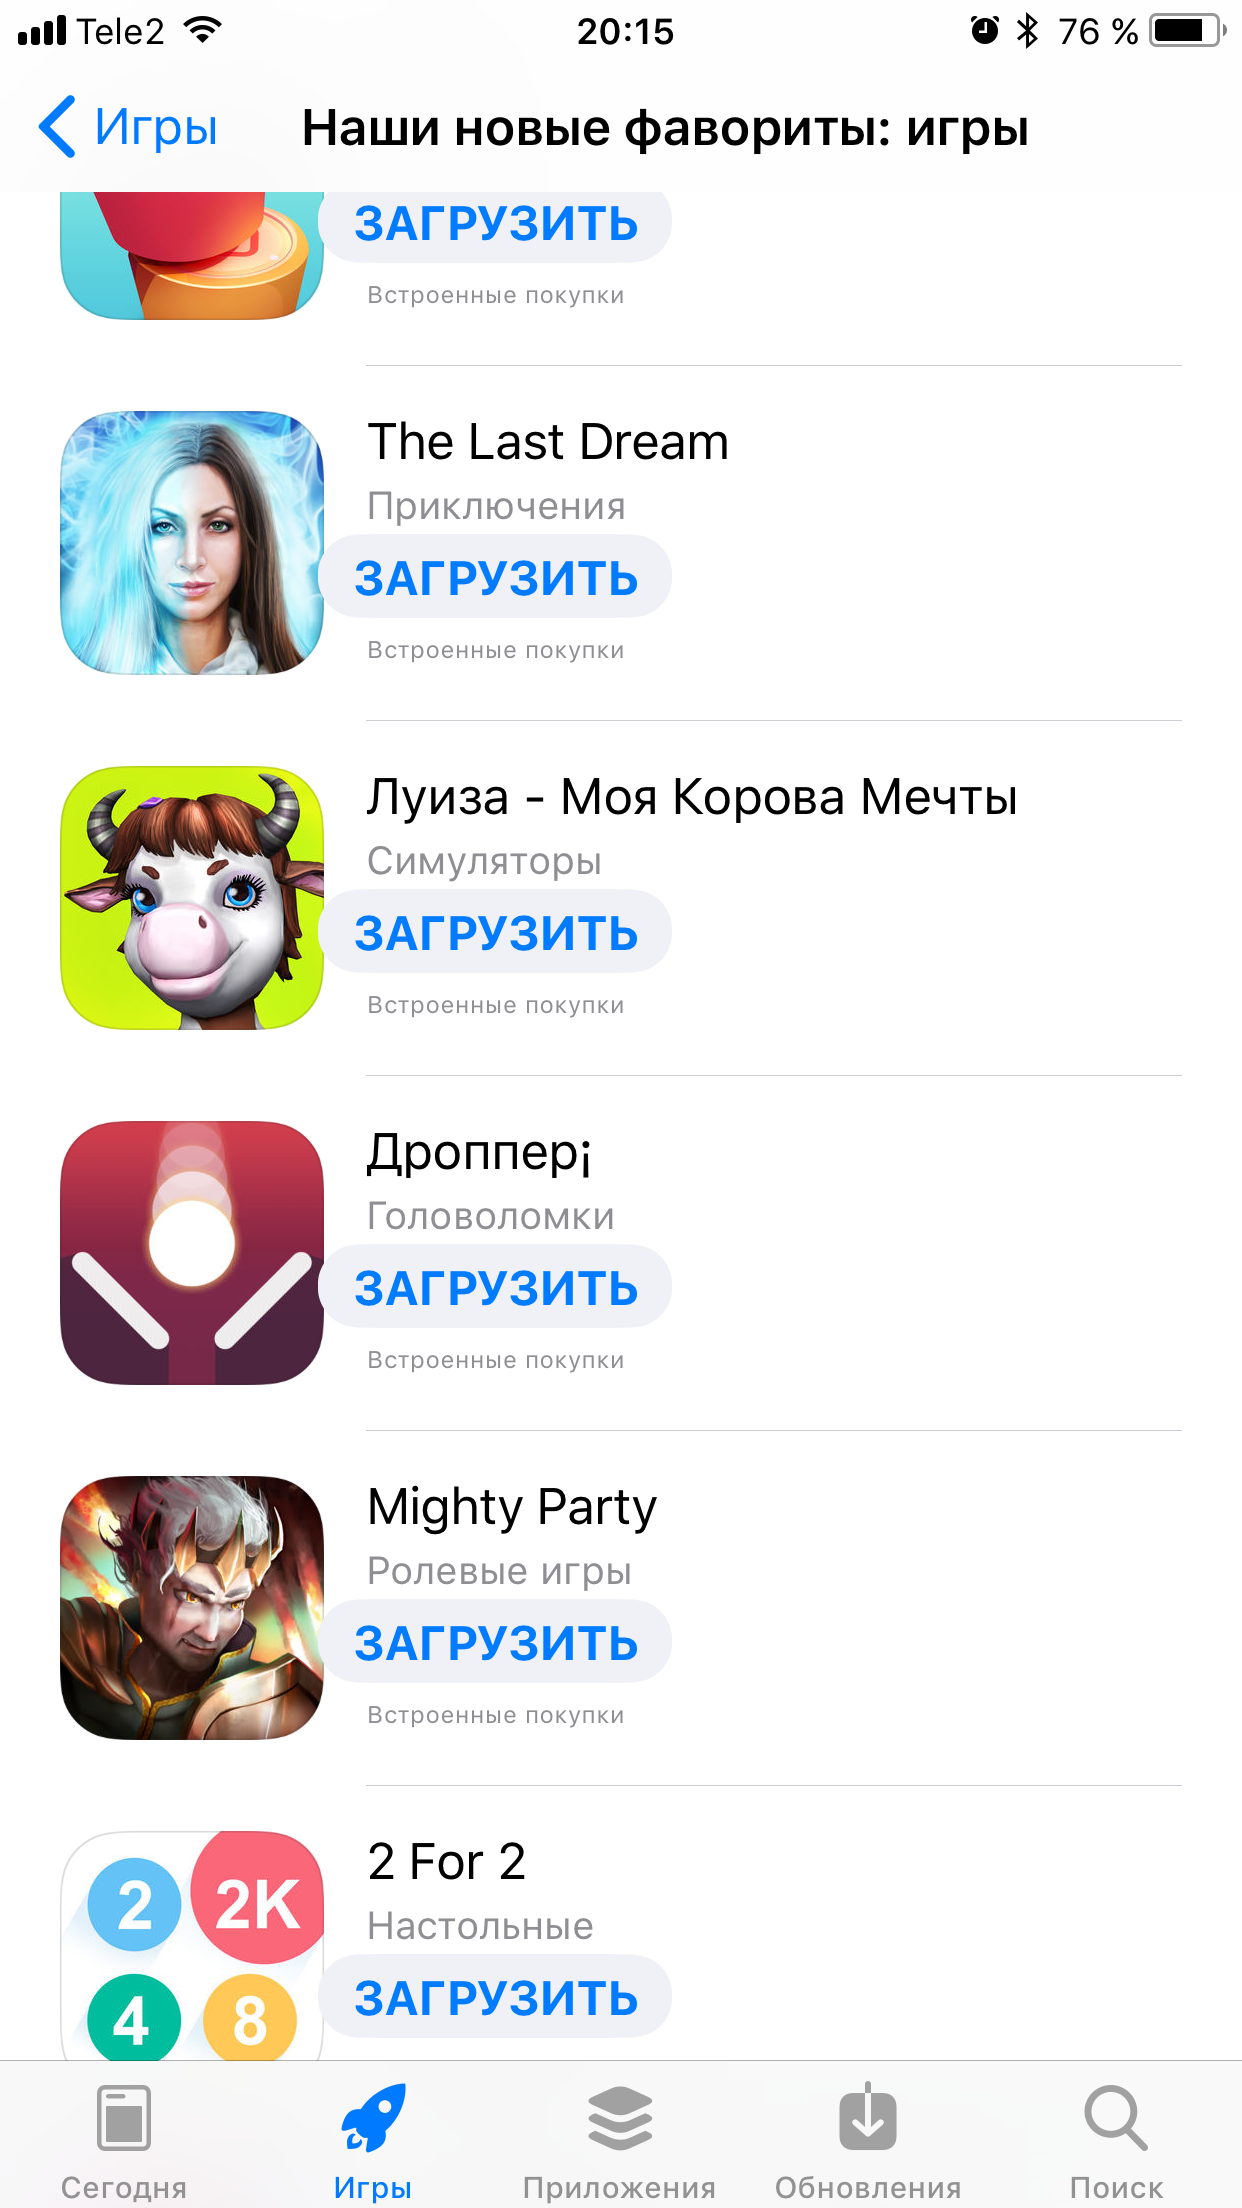 Tele2 20:15 76 %
Игры Наши новые фавориты: игры
ЗАГРУЗИТЬ
Встроенные покупки
The Last Dream
Приключения
ЗАГРУЗИТЬ
Встроенные покупки
Луиза - Моя Корова Мечты
Симуляторы
ЗАГРУЗИТЬ
Встроенные покупки
Дроппер¡
Головоломки
ЗАГРУЗИТЬ
Встроенные покупки
Mighty Party
Ролевые игры
ЗАГРУЗИТЬ
Встроенные покупки
2 For 2
Настольные
ЗАГРУЗИТЬ
2 2K
4 8
Сегодня Игры Приложения Обновления Поиск